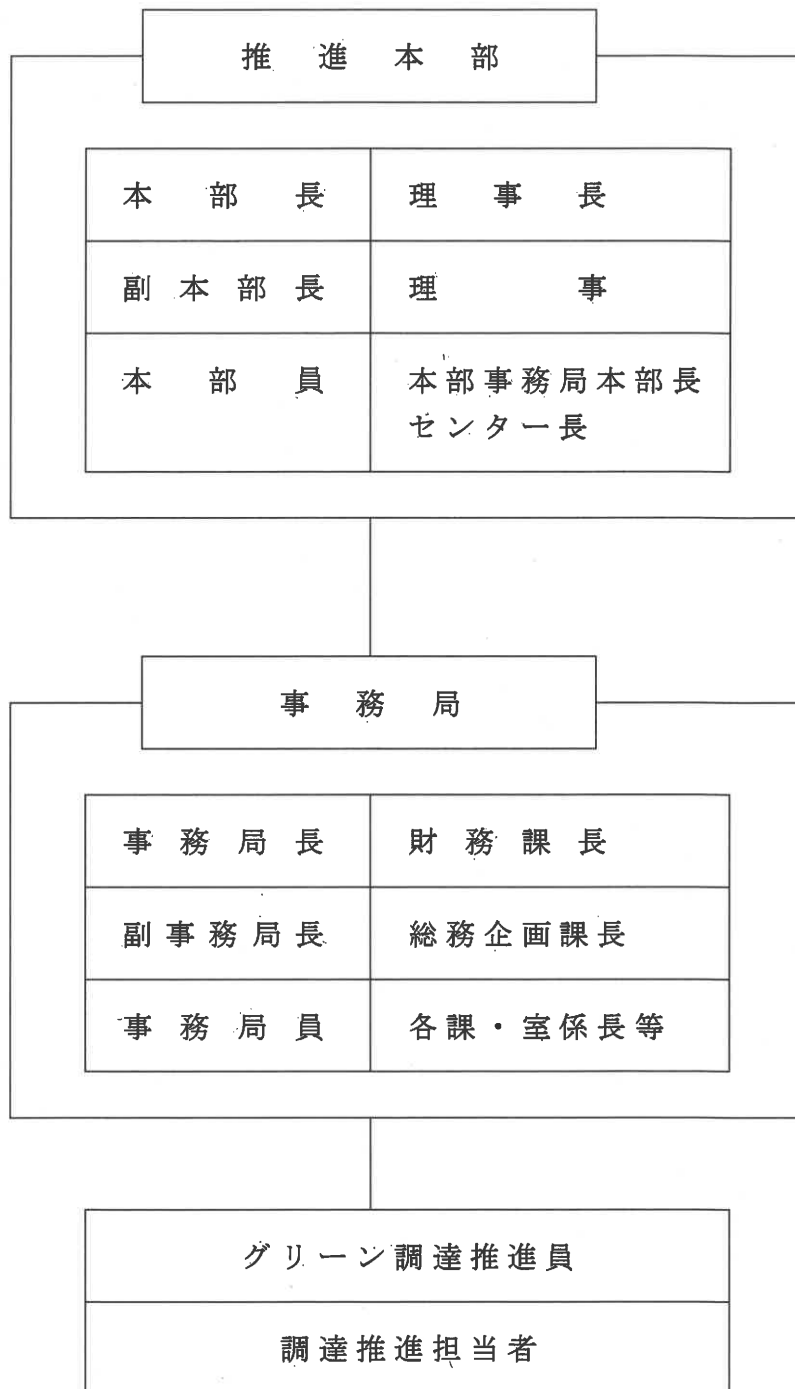 推進本部
本部長 理事長
副本部長 理事
本部員 本部事務局本部長
センター長
事務局
事務局長 財務課長
副事務局長 総務企画課長
事務局員 各課・室係長等
グリーン調達推進員
調達推進担当者